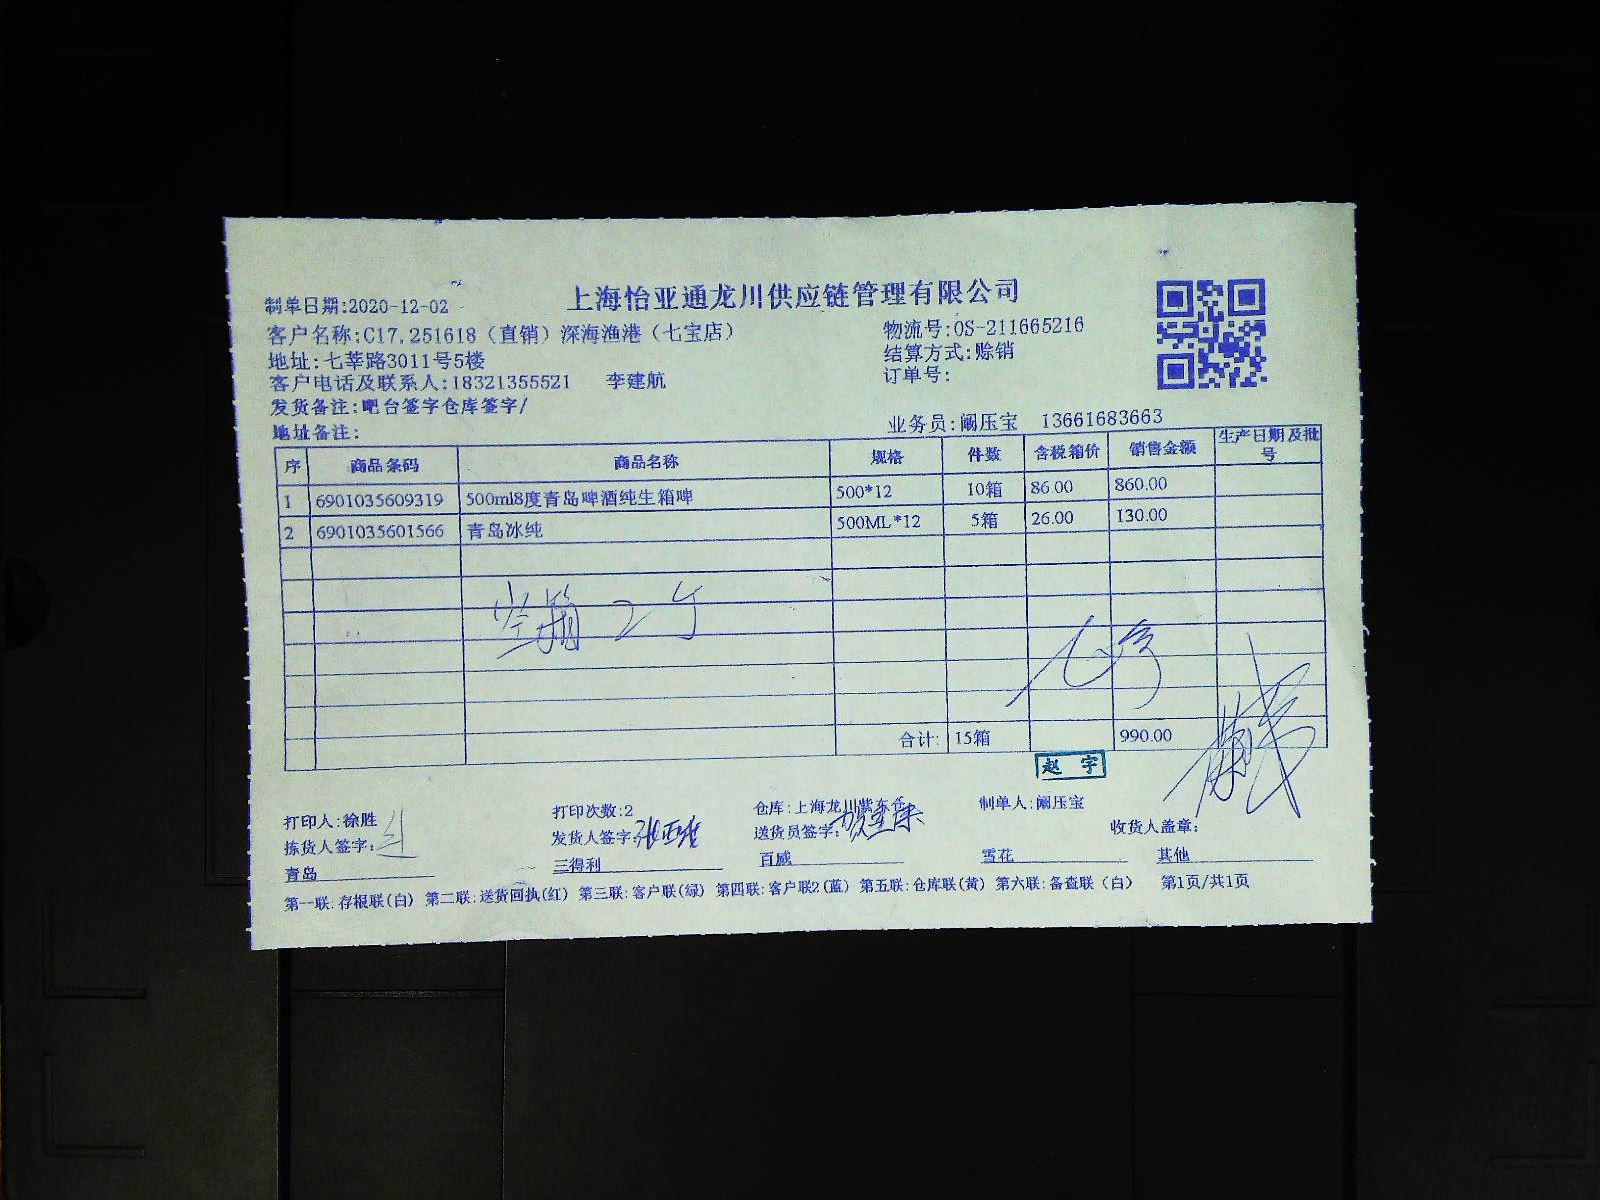 上海怡亚通龙川供应链管理有限公司
制单日期:2020-12-02
客户名称:C17.251618（直销）深海渔港（七宝店）
物流号:OS-211665216
地址:七莘路3011号5楼
结算方式:赊销
客户电话及联系人:18321355521 李建航
订单号:
发货备注:吧台签字仓库签字/
地址备注:
业务员:阚压宝 13661683663
序 商品条码 商品名称 规格 件数 含税箱价 销售金额 生产日期及批号
1 6901035609319 500ml8度青岛啤酒纯生箱啤 500*12 10箱 86.00 860.00
2 6901035601566 青岛冰纯 500ML*12 5箱 26.00 130.00
空箱 2个
合计: 15箱 990.00
赵宇
打印人:徐胜 打印次数:2 仓库:上海龙川紫东仓 制单人:阚压宝
拣货人签字: 发货人签字: 送货员签字: 收货人盖章:
青岛 三得利 百威 雪花 其他
第一联:存根联(白) 第二联:送货回执(红) 第三联:客户联(绿) 第四联:客户联2(蓝) 第五联:仓库联(黄) 第六联:备查联（白） 第1页/共1页